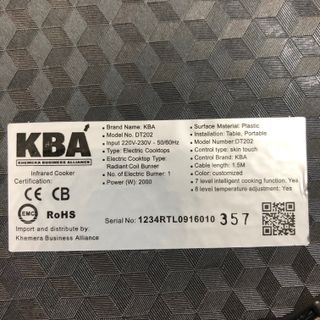 KBA
KHEMERA BUSINESS ALLIANCE
Infrared Cooker
Certification:
CE CB
EMC RoHS
Import and distribute by
Khemera Business Alliance
• Brand Name: KBA
• Model No. DT202
• Input 220V-230V - 50/60Hz
• Type: Electric Cooktops
• Electric Cooktop Type:
Radiant Coil Burner
• No. of Electric Burner: 1
• Power (W): 2000
• Surface Material: Plastic
• Installation: Table, Portable
• Model Number:DT202
• Control type: skin touch
• Control Brand: KBA
• Cable length: 1.5M
• 7 level intelligent cooking function: Yes
• 8 level temperature adjustment: Yes.
Serial No: 1234RTL0916010 357